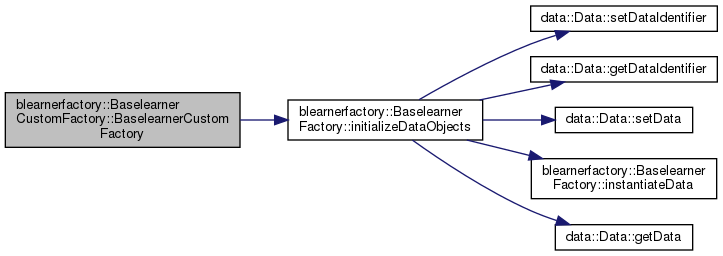 blearnerfactory::Baselearner
CustomFactory::BaselearnerCustom
Factory
blearnerfactory::Baselearner
Factory::initializeDataObjects
data::Data::setDataIdentifier
data::Data::getDataIdentifier
data::Data::setData
blearnerfactory::Baselearner
Factory::instantiateData
data::Data::getData